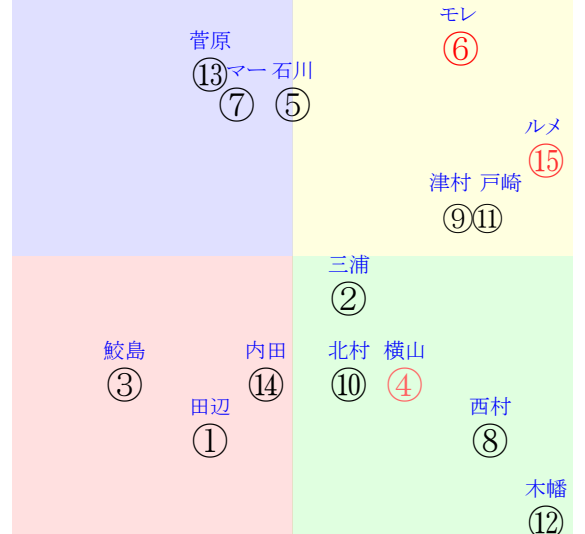 モレ
⑥
菅原
⑬
マー
⑦
石川
⑤
ルメ
⑮
津村
⑨
戸崎
⑪
三浦
②
鮫島
③
内田
⑭
北村
⑩
横山
④
田辺
①
西村
⑧
木幡
⑫